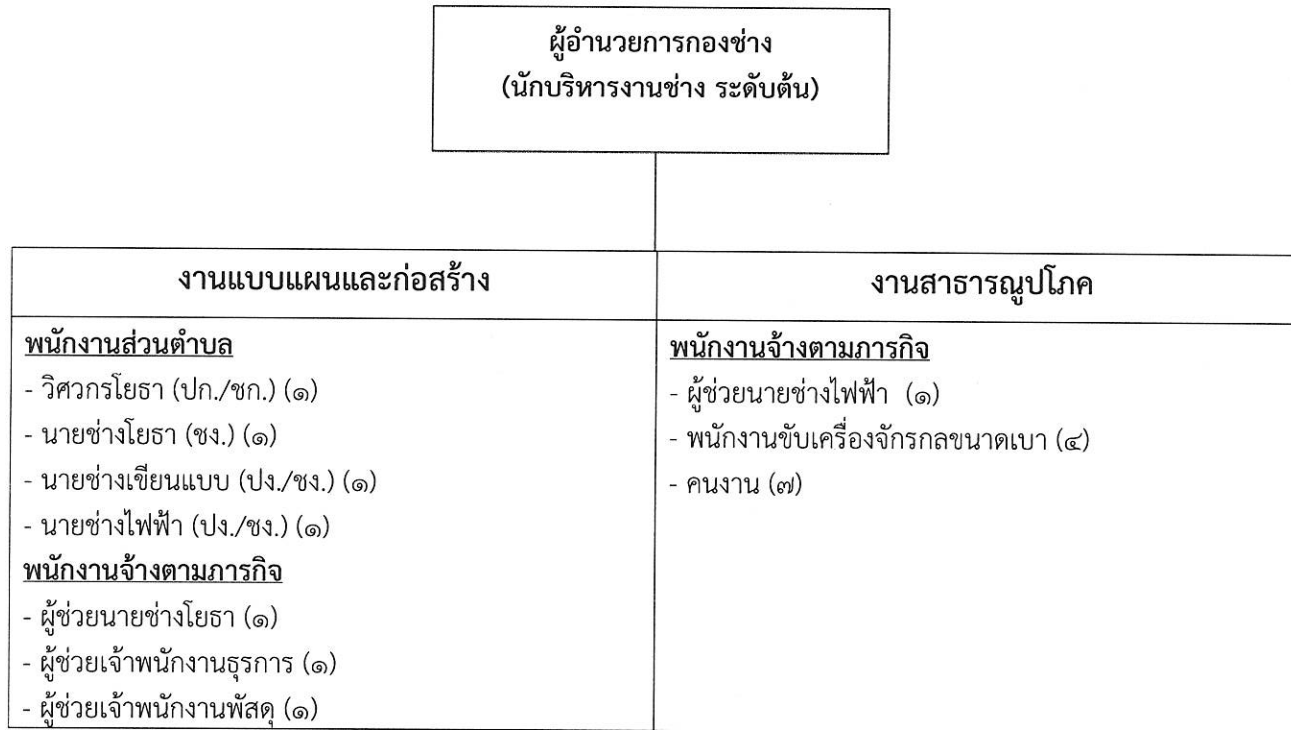 ผู้อำนวยการกองช่าง
(นักบริหารงานช่าง ระดับต้น)
งานแบบแผนและก่อสร้าง
พนักงานส่วนตำบล
- วิศวกรโยธา (ปก./ชก.) (๑)
- นายช่างโยธา (ชง.) (๑)
- นายช่างเขียนแบบ (ปง./ชง.) (๑)
- นายช่างไฟฟ้า (ปง./ชง.) (๑)
พนักงานจ้างตามภารกิจ
- ผู้ช่วยนายช่างโยธา (๑)
- ผู้ช่วยเจ้าพนักงานธุรการ (๑)
- ผู้ช่วยเจ้าพนักงานพัสดุ (๑)
งานสาธารณูปโภค
พนักงานจ้างตามภารกิจ
- ผู้ช่วยนายช่างไฟฟ้า (๑)
- พนักงานขับเครื่องจักรกลขนาดเบา (๔)
- คนงาน (๗)